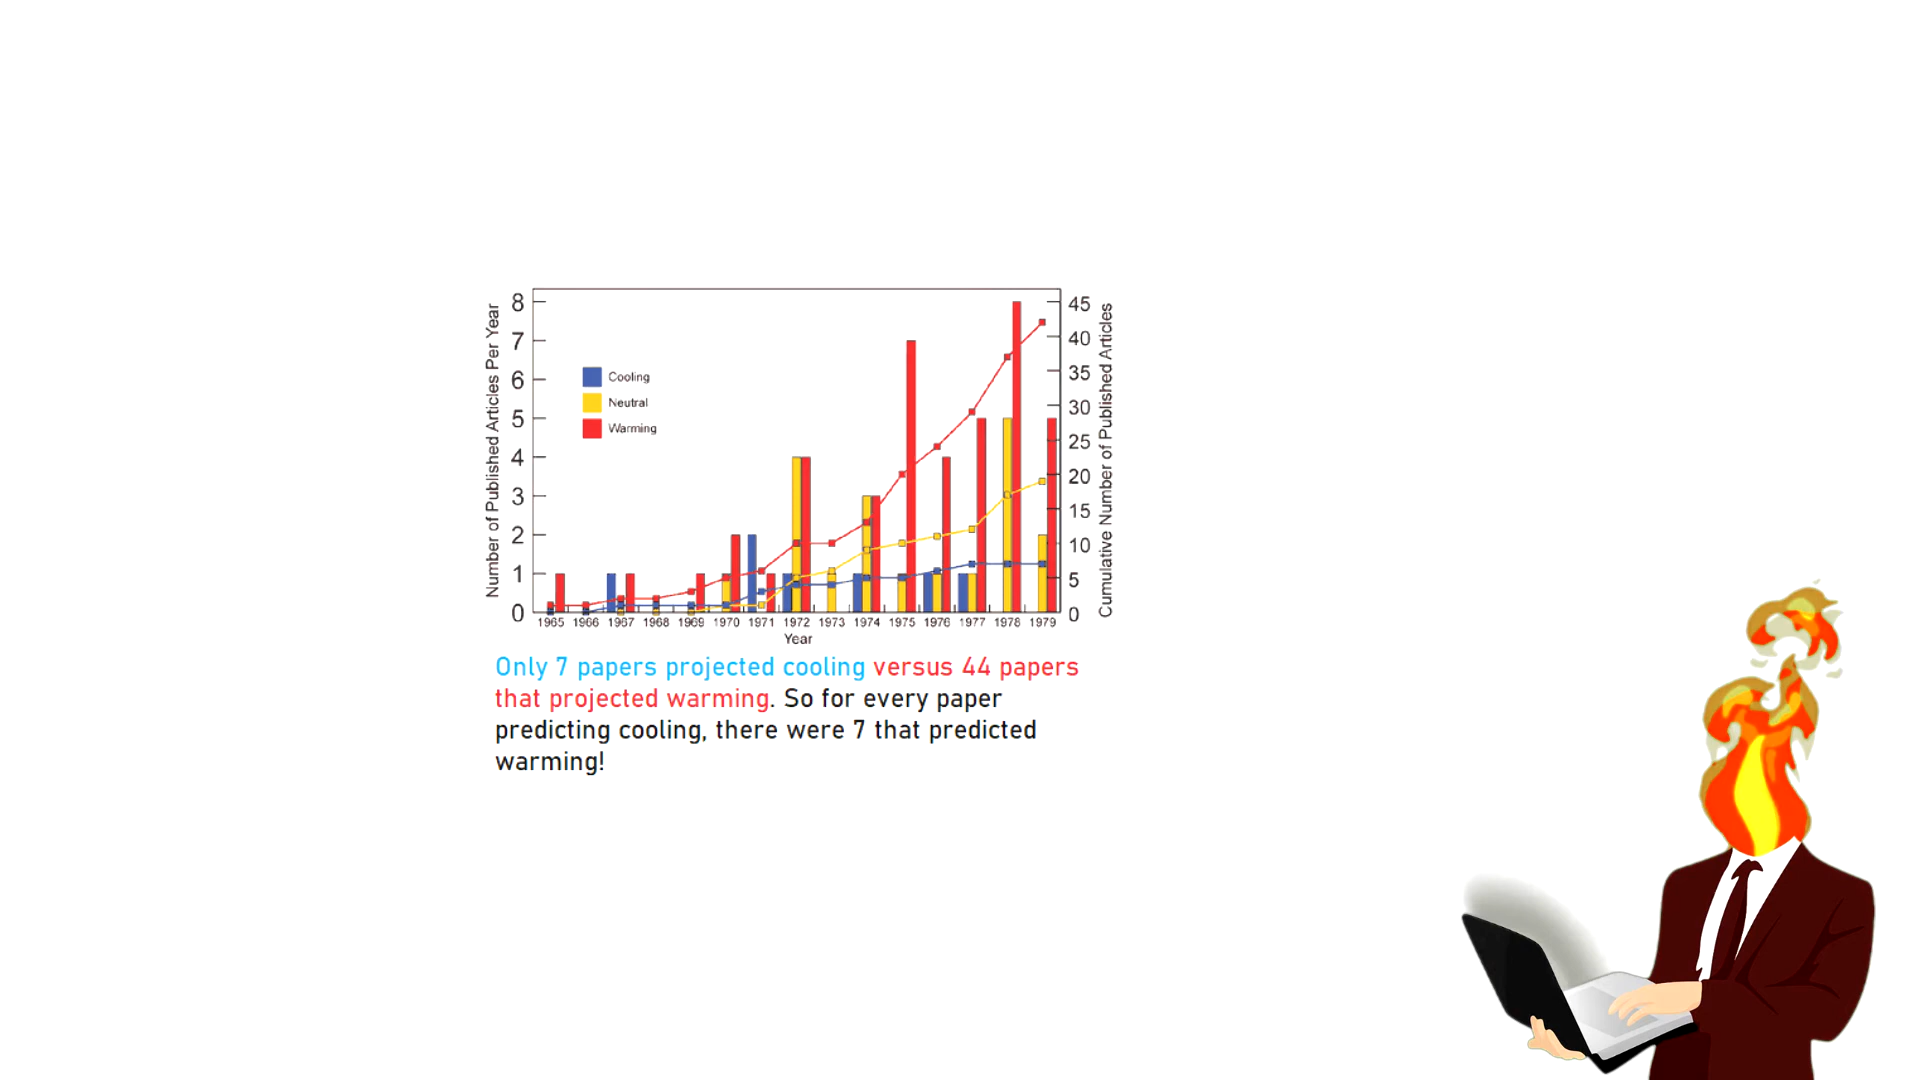 Number of Published Articles Per Year
8
7
6
5
4
3
2
1
0
Cooling
Neutral
Warming
45
40
35
30
25
20
15
10
5
0
Cumulative Number of Published Articles
1965 1966 1967 1968 1969 1970 1971 1972 1973 1974 1975 1976 1977 1978 1979
Year
Only 7 papers projected cooling versus 44 papers
that projected warming. So for every paper
predicting cooling, there were 7 that predicted
warming!